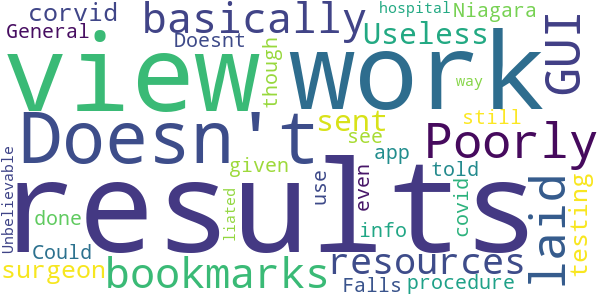 hospital
corvid
basically
Niagara
General
Doesnt
Useless
GUI
view
work
though
way
Doesn't
sent
still
Poorly
see
Unbelievable
results
given
app
told
liated
use
even
covid
laid
testing
done
info
Could
resources
surgeon
bookmarks
Falls
procedure